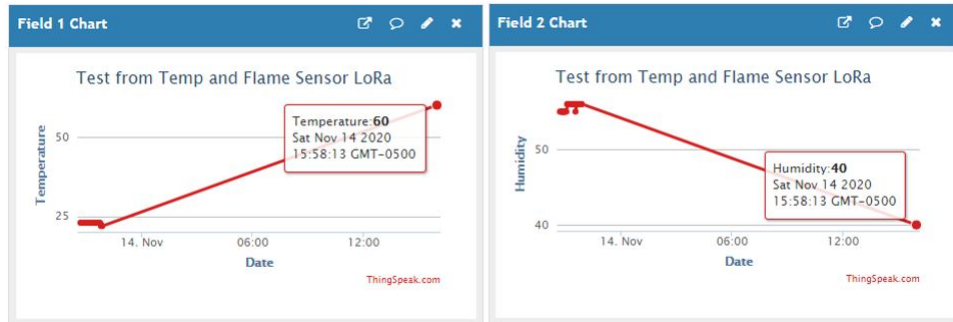 Field 1 Chart
Test from Temp and Flame Sensor LoRa
Temperature
50
25
Temperature:60
Sat Nov 14 2020
15:58:13 GMT-0500
14. Nov
06:00
12:00
Date
ThingSpeak.com
Field 2 Chart
Test from Temp and Flame Sensor LoRa
Humidity
50
40
Humidity:40
Sat Nov 14 2020
15:58:13 GMT-0500
14. Nov
06:00
12:00
Date
ThingSpeak.com